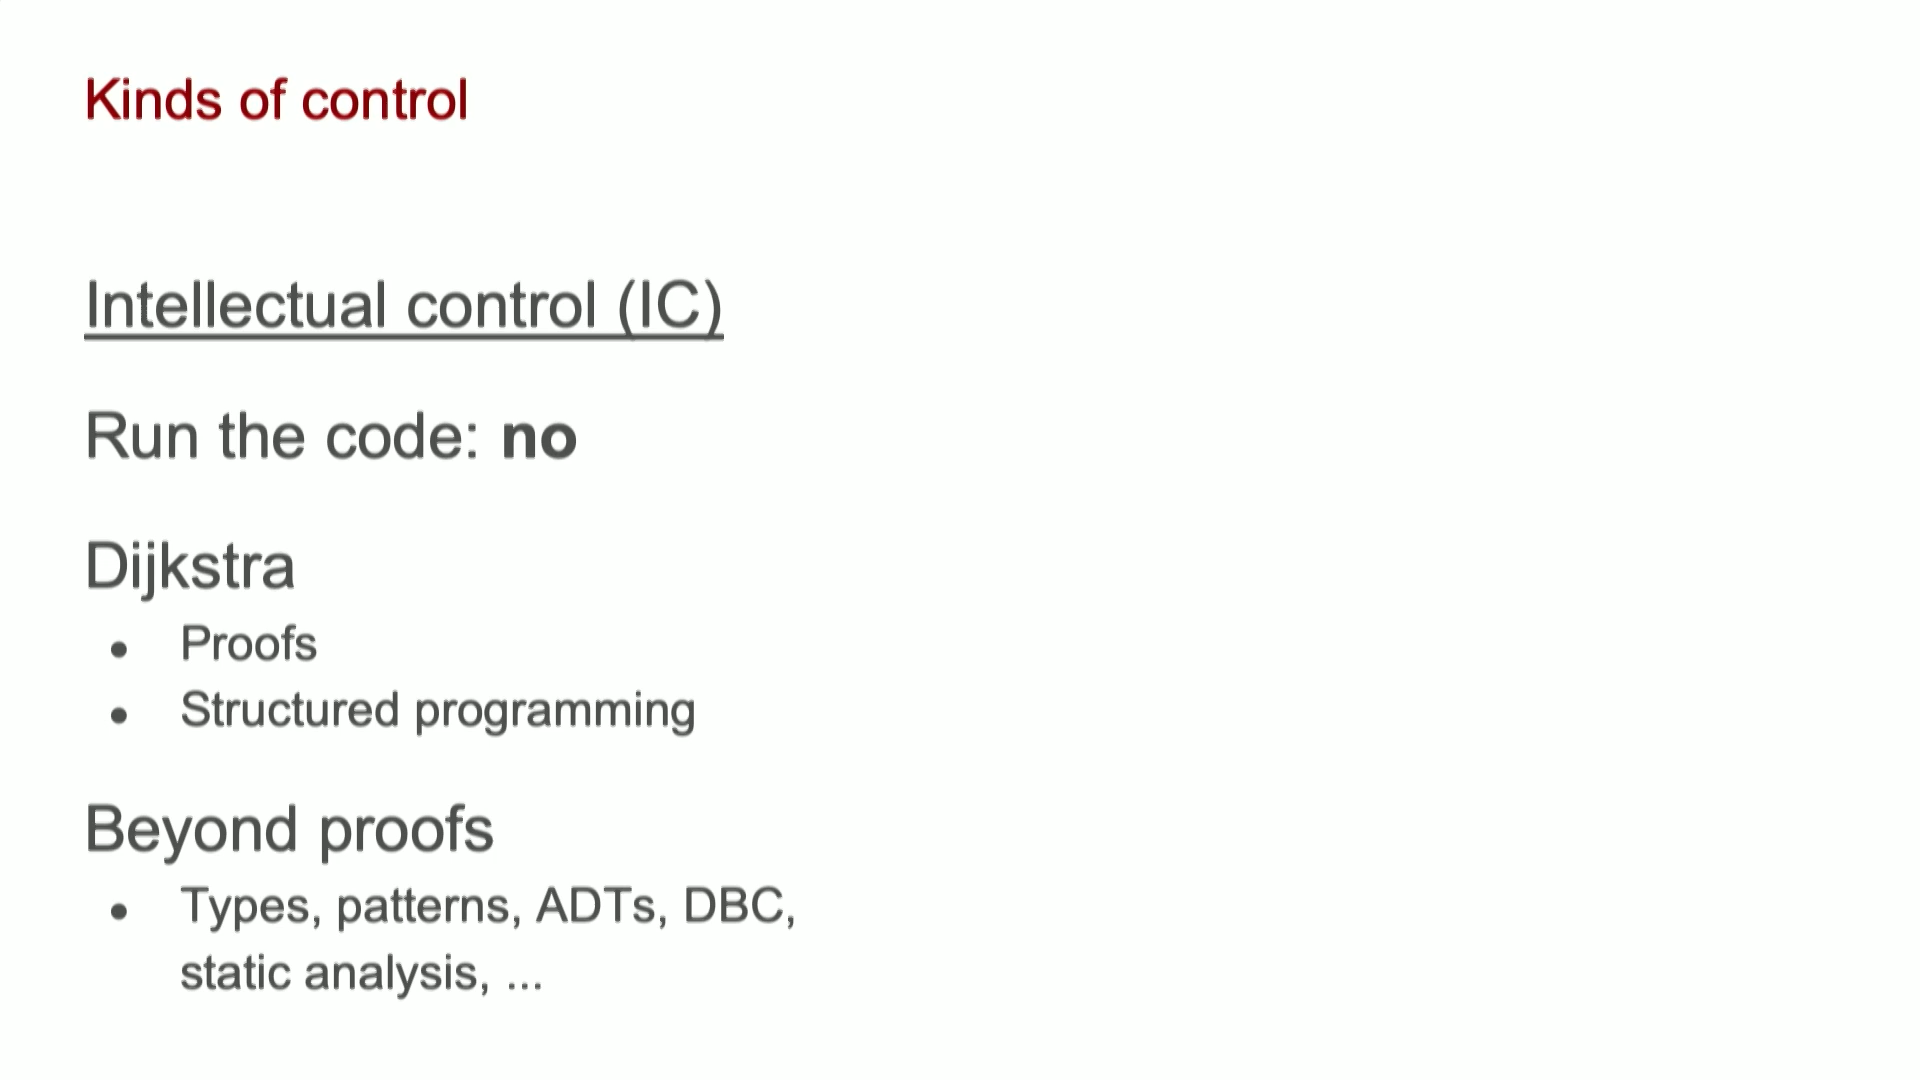 Kinds of control
Intellectual control (IC)
Run the code: no
Dijkstra
● Proofs
● Structured programming
Beyond proofs
● Types, patterns, ADTs, DBC,
static analysis, ...